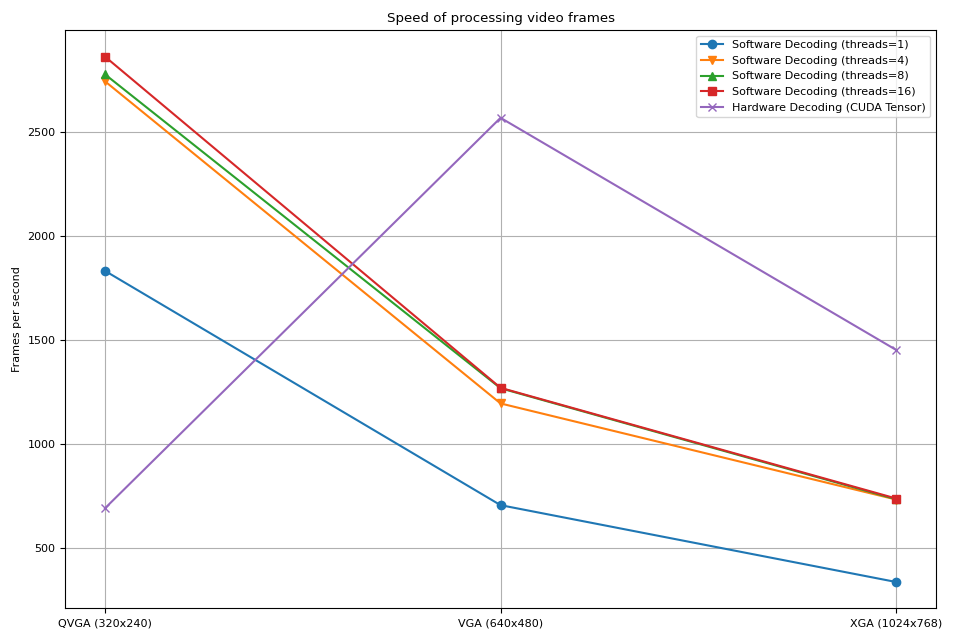 Speed of processing video frames
Software Decoding (threads=1)
Software Decoding (threads=4)
Software Decoding (threads=8)
Software Decoding (threads=16)
Hardware Decoding (CUDA Tensor)
Frames per second
2500
2000
1500
1000
500
QVGA (320x240)
VGA (640x480)
XGA (1024x768)